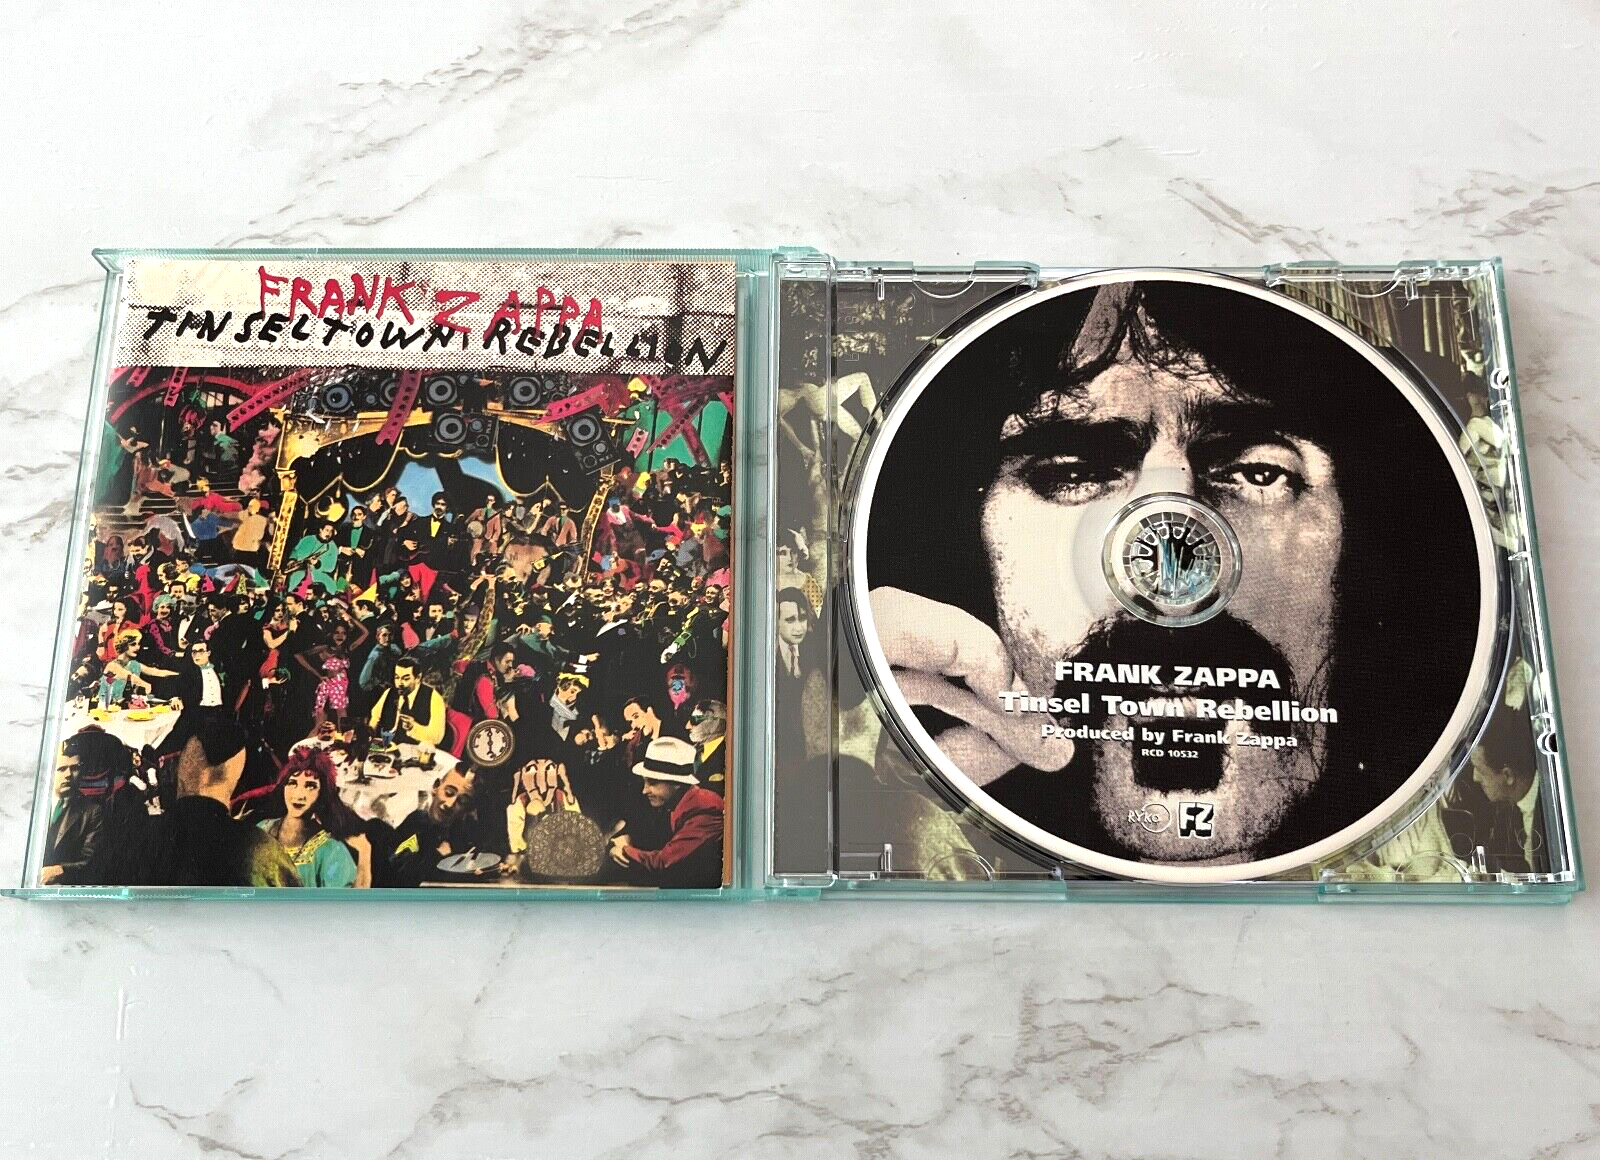 FRANK ZAPPA
TINSELTOWN REBELLION
FRANK ZAPPA
Tinsel Town Rebellion
Produced by Frank Zappa
RCD 10532
RYKO
FZ